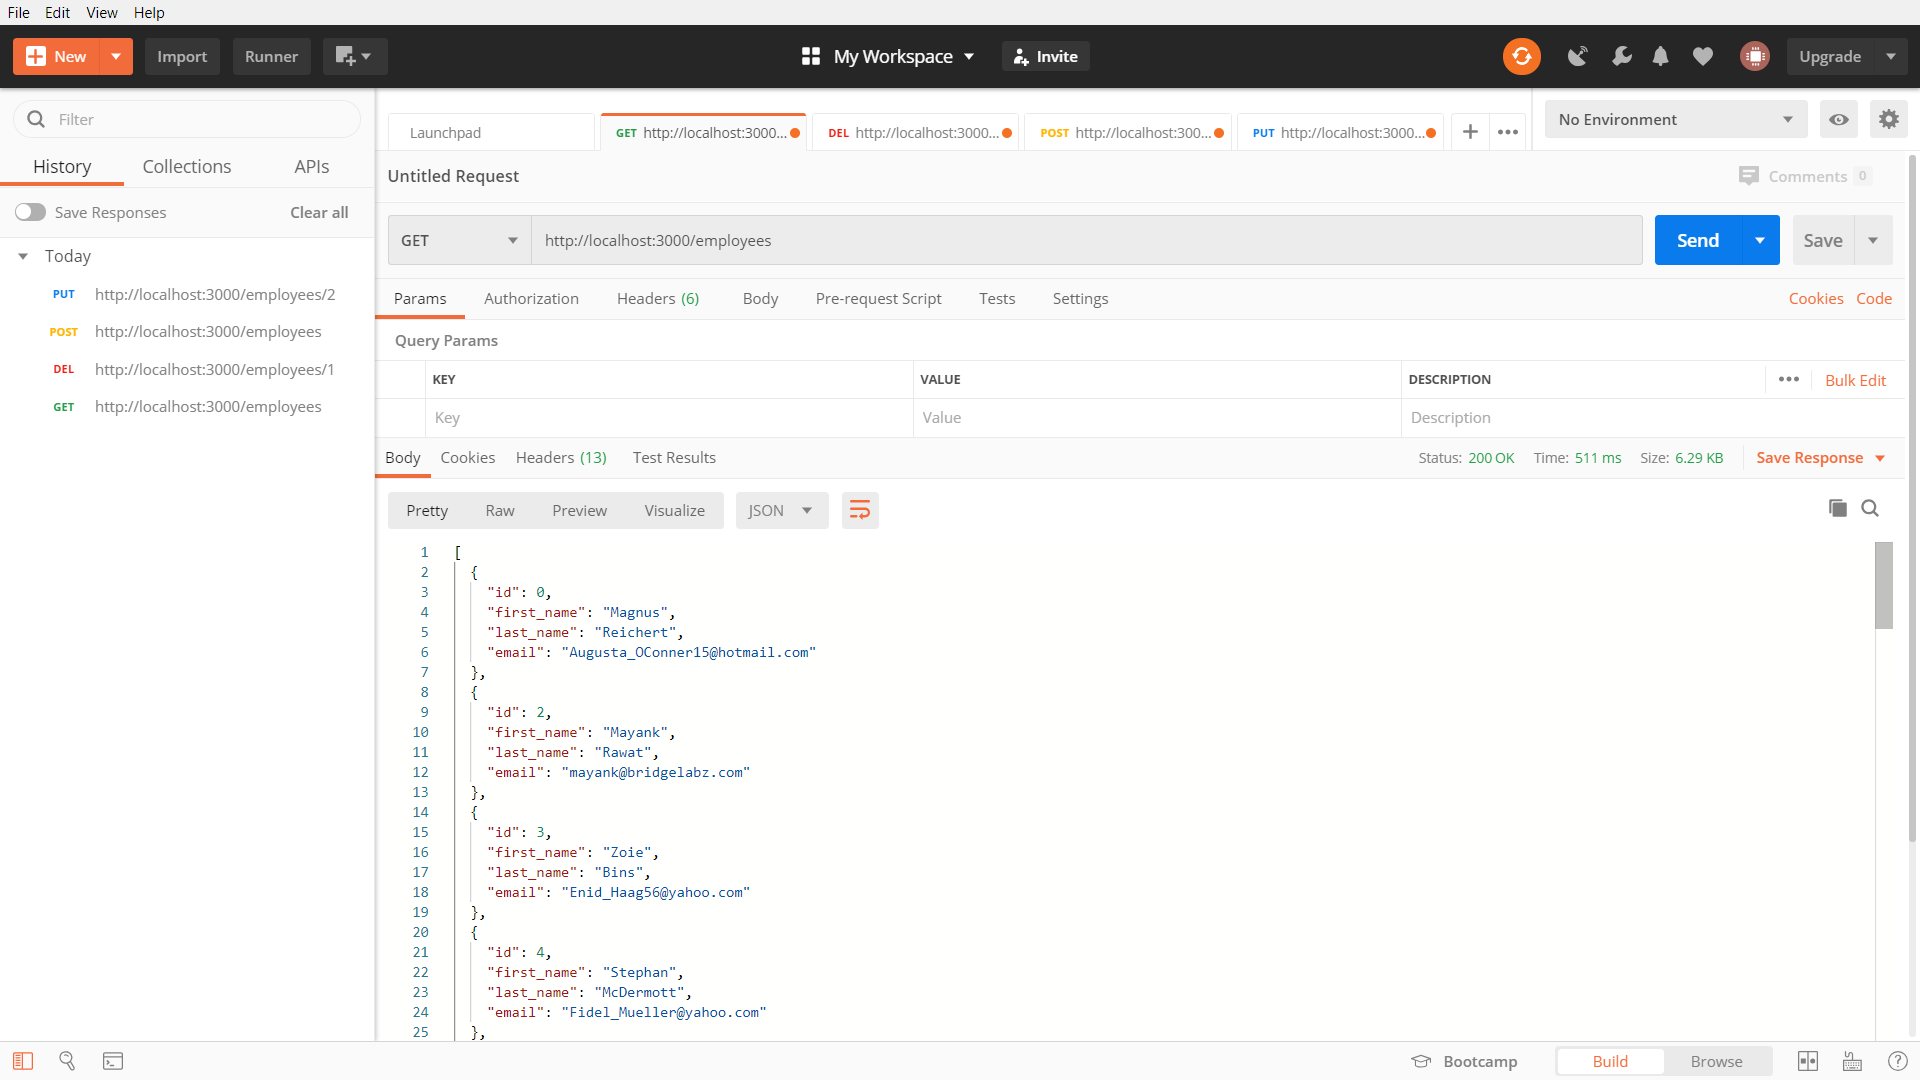 File Edit View Help
New Import Runner My Workspace Invite Upgrade
Filter
History Collections APIs
Save Responses Clear all
Today
PUT http://localhost:3000/employees/2
POST http://localhost:3000/employees
DEL http://localhost:3000/employees/1
GET http://localhost:3000/employees
Launchpad GET http://localhost:3000... DEL http://localhost:3000... POST http://localhost:300... PUT http://localhost:3000... No Environment
Untitled Request Comments 0
GET http://localhost:3000/employees Send Save
Params Authorization Headers (6) Body Pre-request Script Tests Settings Cookies Code
Query Params
KEY VALUE DESCRIPTION Bulk Edit
Key Value Description
Body Cookies Headers (13) Test Results Status: 200 OK Time: 511 ms Size: 6.29 KB Save Response
Pretty Raw Preview Visualize JSON
1 [
2 {
3 "id": 0,
4 "first_name": "Magnus",
5 "last_name": "Reichert",
6 "email": "Augusta_OConner15@hotmail.com"
7 },
8 {
9 "id": 2,
10 "first_name": "Mayank",
11 "last_name": "Rawat",
12 "email": "mayank@bridgelabz.com"
13 },
14 {
15 "id": 3,
16 "first_name": "Zoie",
17 "last_name": "Bins",
18 "email": "Enid_Haag56@yahoo.com"
19 },
20 {
21 "id": 4,
22 "first_name": "Stephan",
23 "last_name": "McDermott",
24 "email": "Fidel_Mueller@yahoo.com"
25 },
Bootcamp Build Browse